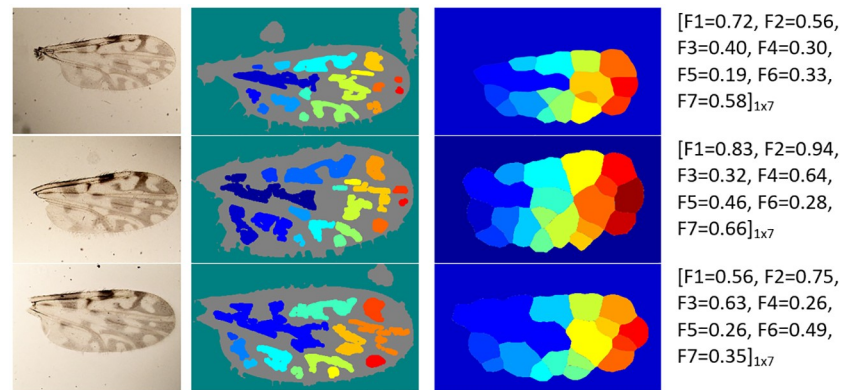 [F1=0.72, F2=0.56,
F3=0.40, F4=0.30,
F5=0.19, F6=0.33,
F7=0.58]1x7
[F1=0.83, F2=0.94,
F3=0.32, F4=0.64,
F5=0.46, F6=0.28,
F7=0.66]1x7
[F1=0.56, F2=0.75,
F3=0.63, F4=0.26,
F5=0.26, F6=0.49,
F7=0.35]1x7